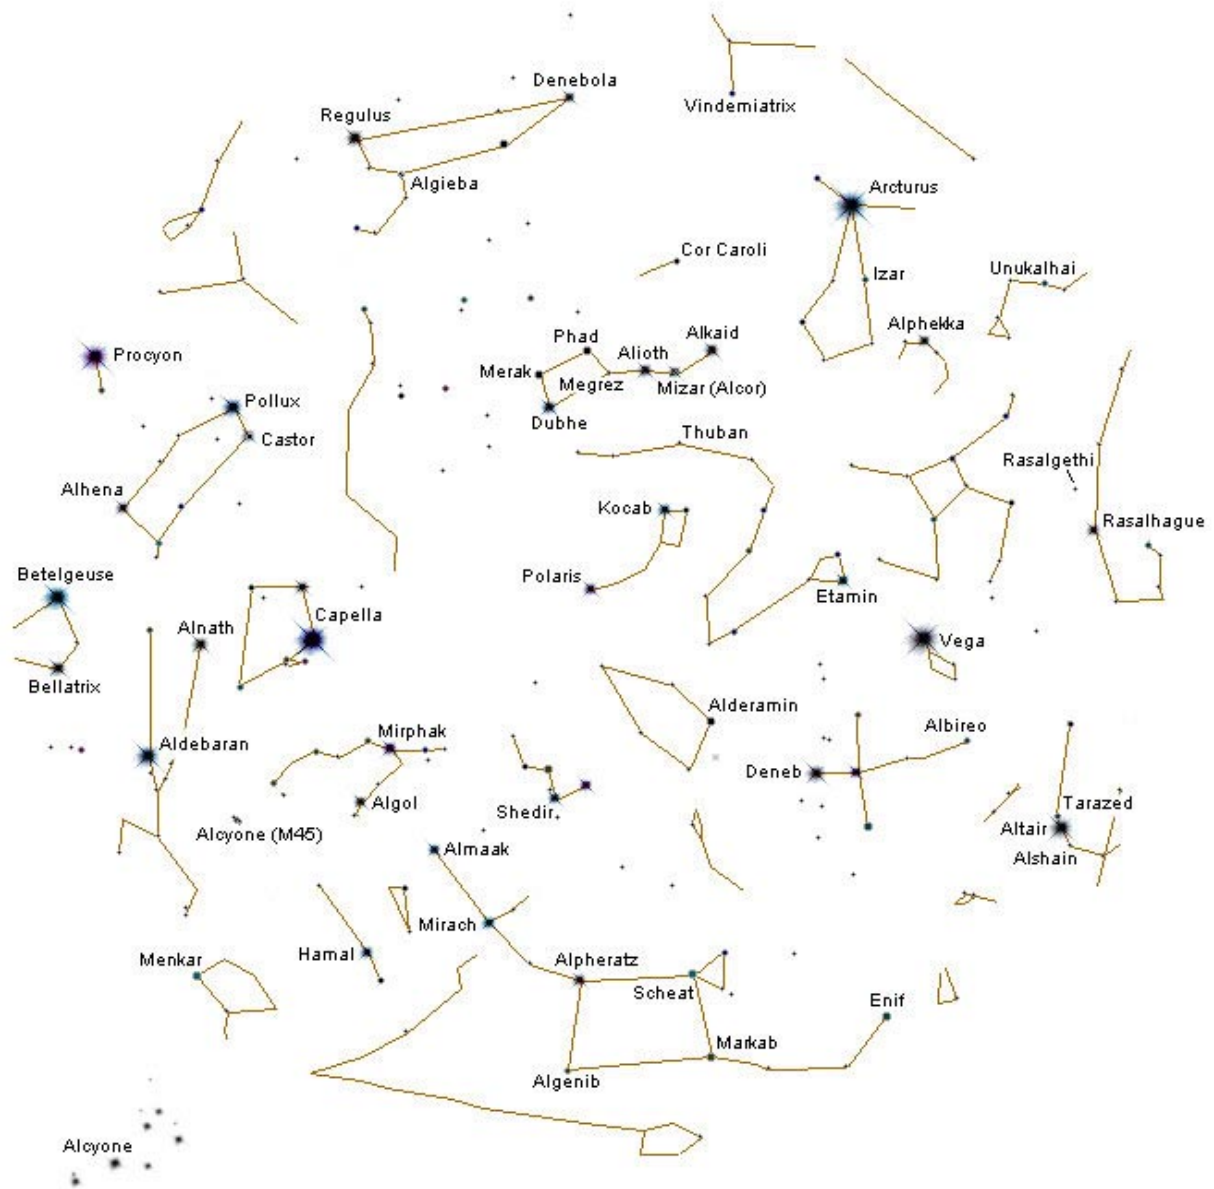 Denebola
Vindemiatrix
Regulus
Algieba
Arcturus
Cor Caroli
Izar
Unukalhai
Alphekka
Procyon
Phad
Alkaid
Alioth
Merak
Megrez
Mizar (Alcor)
Pollux
Dubhe
Castor
Thuban
Rasalgethi
Alhena
Kocab
Rasalhague
Betelgeuse
Polaris
Etamin
Capella
Alnath
Vega
Bellatrix
Alderamin
Albireo
Mirphak
Aldebaran
Deneb
Algol
Shedir
Tarazed
Altair
Alcyone (M45)
Almaak
Alshain
Mirach
Hamal
Menkar
Alpheratz
Scheat
Enif
Markab
Algenib
Alcyone